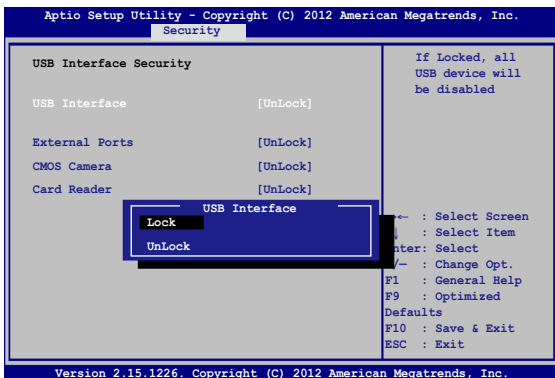 Aptio Setup Utility - Copyright (C) 2012 American Megatrends, Inc.
Security
USB Interface Security
USB Interface [UnLock]
External Ports [UnLock]
CMOS Camera [UnLock]
Card Reader [UnLock]
USB Interface
Lock
UnLock
If Locked, all
USB device will
be disabled
← : Select Screen
↓ : Select Item
nter: Select
/— : Change Opt.
F1 : General Help
F9 : Optimized
Defaults
F10 : Save & Exit
ESC : Exit
Version 2.15.1226. Copyright (C) 2012 American Megatrends, Inc.